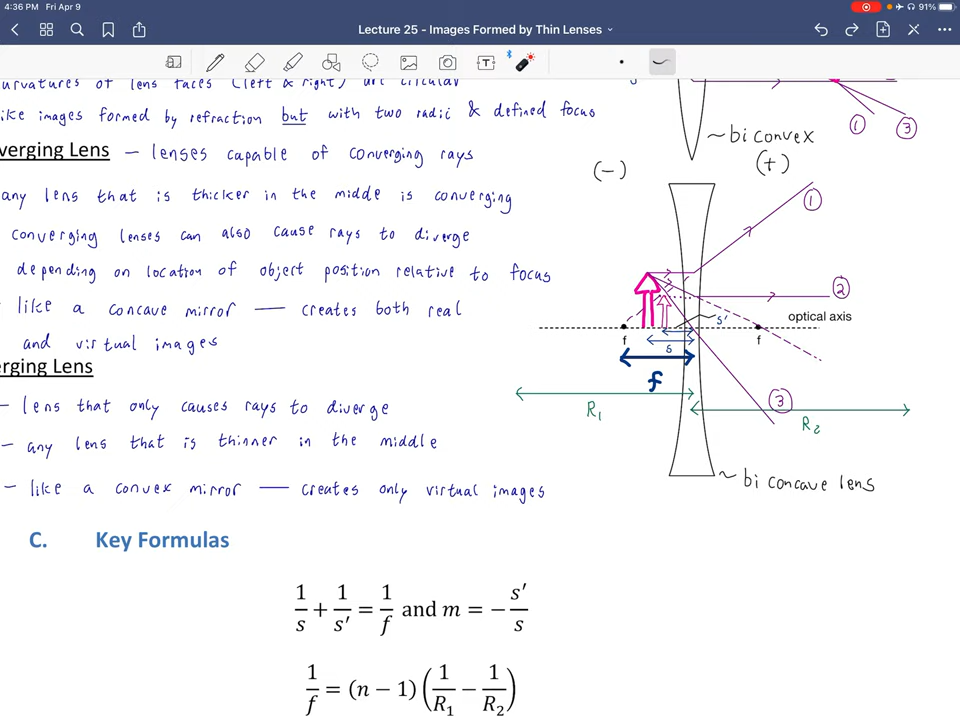 4:36 PM Fri Apr 9
91%
Lecture 25 - Images Formed by Thin Lenses
T
urvatures of lens faces (left & right) are circular
like images formed by refraction but with two radii & defined focus
verging Lens — lenses capable of converging rays
any lens that is thicker in the midde is converging
converging lenses can also cause rays to diverge
depending on location of object position relative to focus
like a concave mirror — creates both real
and virtual images
erging Lens
- lens that only causes rays to diverge
- any lens that is thinner in the middle
- like a convex mirror — creates only virtual images
1
3
~ bi convex
(-)
(+)
1
2
optical axis
s'
f
s
f
f
3
R1
R2
~ bi concave lens
C. Key Formulas
1/s + 1/s′ = 1/f and m = − s′/s
1/f = (n − 1) (1/R1 − 1/R2)